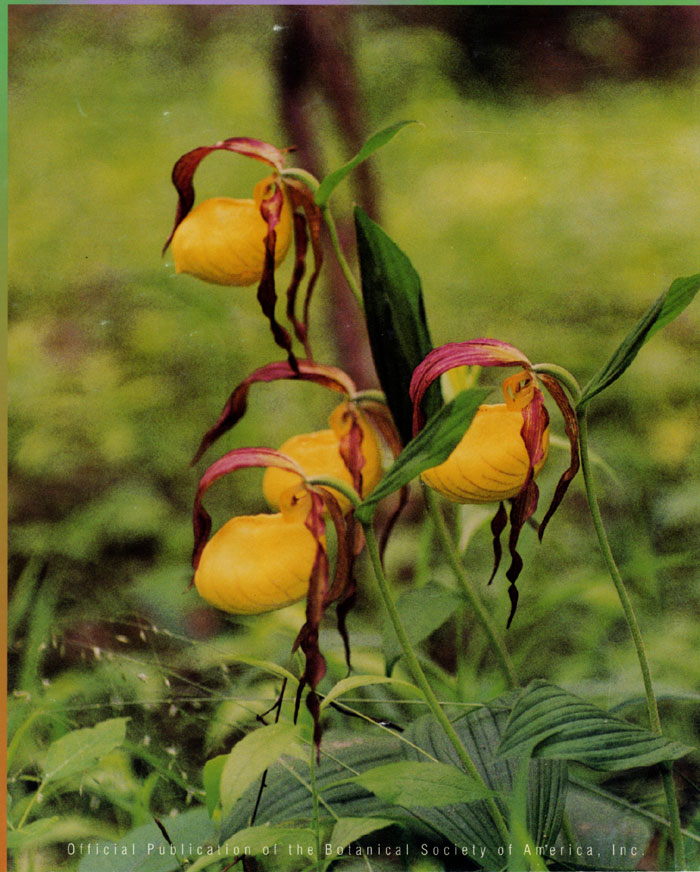 Official Publication of the Botanical Society of America, Inc.